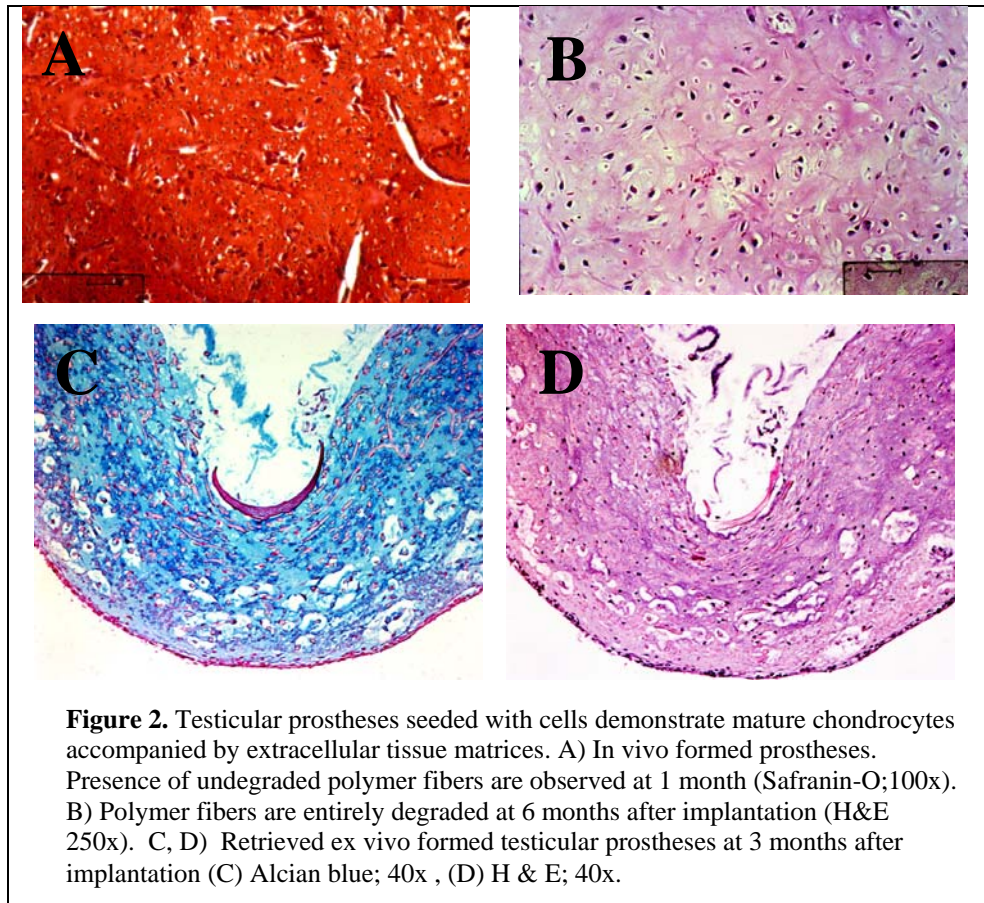 A
B
C
D
Figure 2. Testicular prostheses seeded with cells demonstrate mature chondrocytes
accompanied by extracellular tissue matrices. A) In vivo formed prostheses.
Presence of undegraded polymer fibers are observed at 1 month (Safranin-O;100x).
B) Polymer fibers are entirely degraded at 6 months after implantation (H&E
250x). C, D) Retrieved ex vivo formed testicular prostheses at 3 months after
implantation (C) Alcian blue; 40x , (D) H & E; 40x.